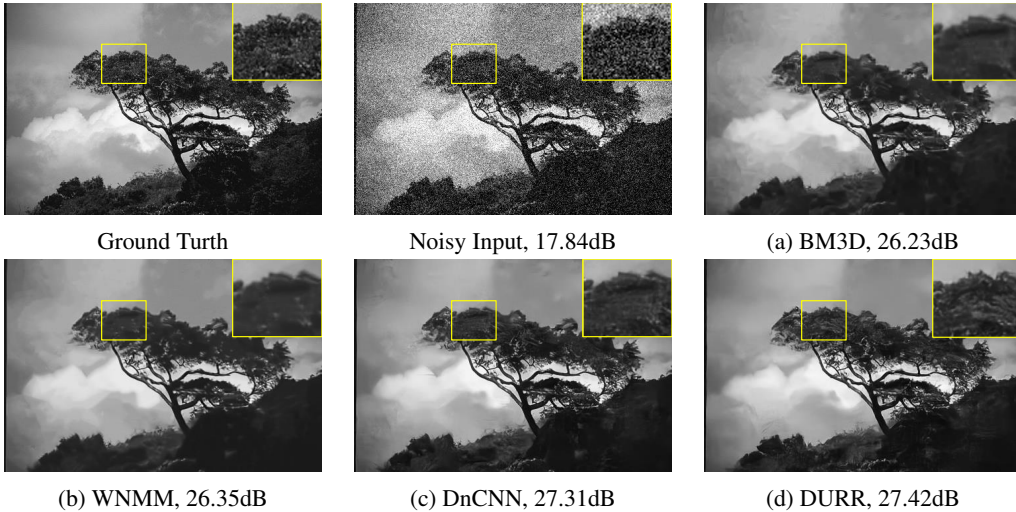 Ground Turth
Noisy Input, 17.84dB
(a) BM3D, 26.23dB
(b) WNMM, 26.35dB
(c) DnCNN, 27.31dB
(d) DURR, 27.42dB